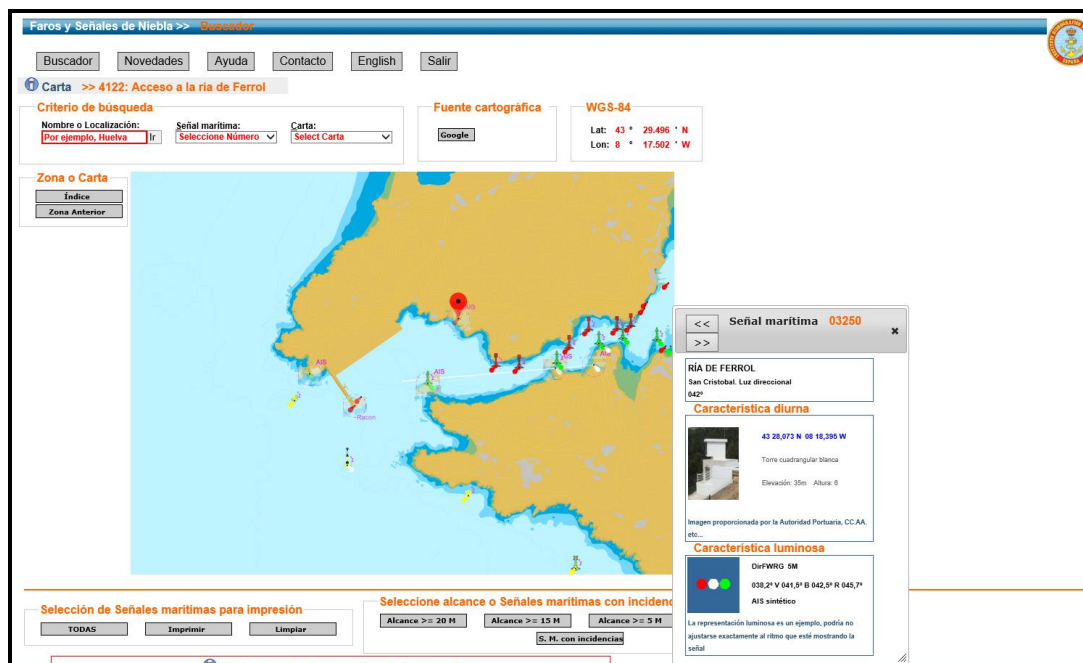 Faros y Señales de Niebla >> Buscador
Buscador Novedades Ayuda Contacto English Salir
Carta >> 4122: Acceso a la ría de Ferrol
Criterio de búsqueda
Nombre o Localización: Señal marítima: Carta:
Por ejemplo, Huelva Ir Seleccione Número Select Carta
Fuente cartográfica
Google
WGS-84
Lat: 43 ° 29.496 ' N
Lon: 8 ° 17.502 ' W
Zona o Carta
Índice
Zona Anterior
AIS
AIS
Racon
<< Señal marítima 03250
>>
RÍA DE FERROL
San Cristobal. Luz direccional
042º
Característica diurna
43 28,073 N 08 18,395 W
Torre cuadrangular blanca
Elevación: 35m Altura: 6
Imagen proporcionada por la Autoridad Portuaria, CC.AA.
etc...
Característica luminosa
DirFWRG 5M
038,2º V 041,5º B 042,5º R 045,7º
AIS sintético
La representación luminosa es un ejemplo, podría no
ajustarse exactamente al ritmo que esté mostrando la
señal
Selección de Señales marítimas para impresión
TODAS Imprimir Limpiar
Seleccione alcance o Señales marítimas con inciden
Alcance >= 20 M Alcance >= 15 M Alcance >= 5 M
S. M. con incidencias